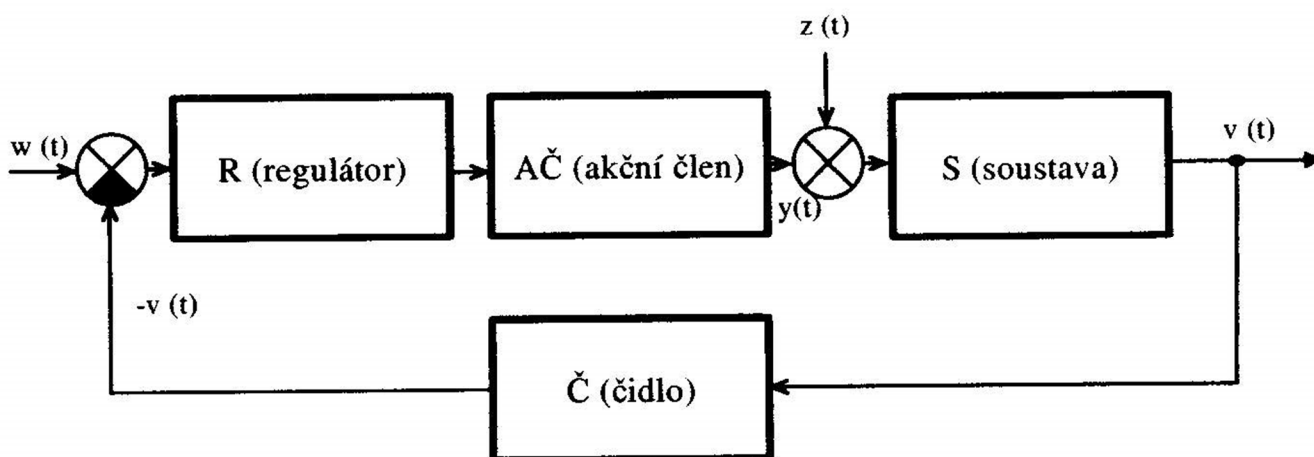 z (t)
w (t)
R (regulátor)
AČ (akční člen)
y(t)
S (soustava)
v (t)
-v (t)
Č (čidlo)